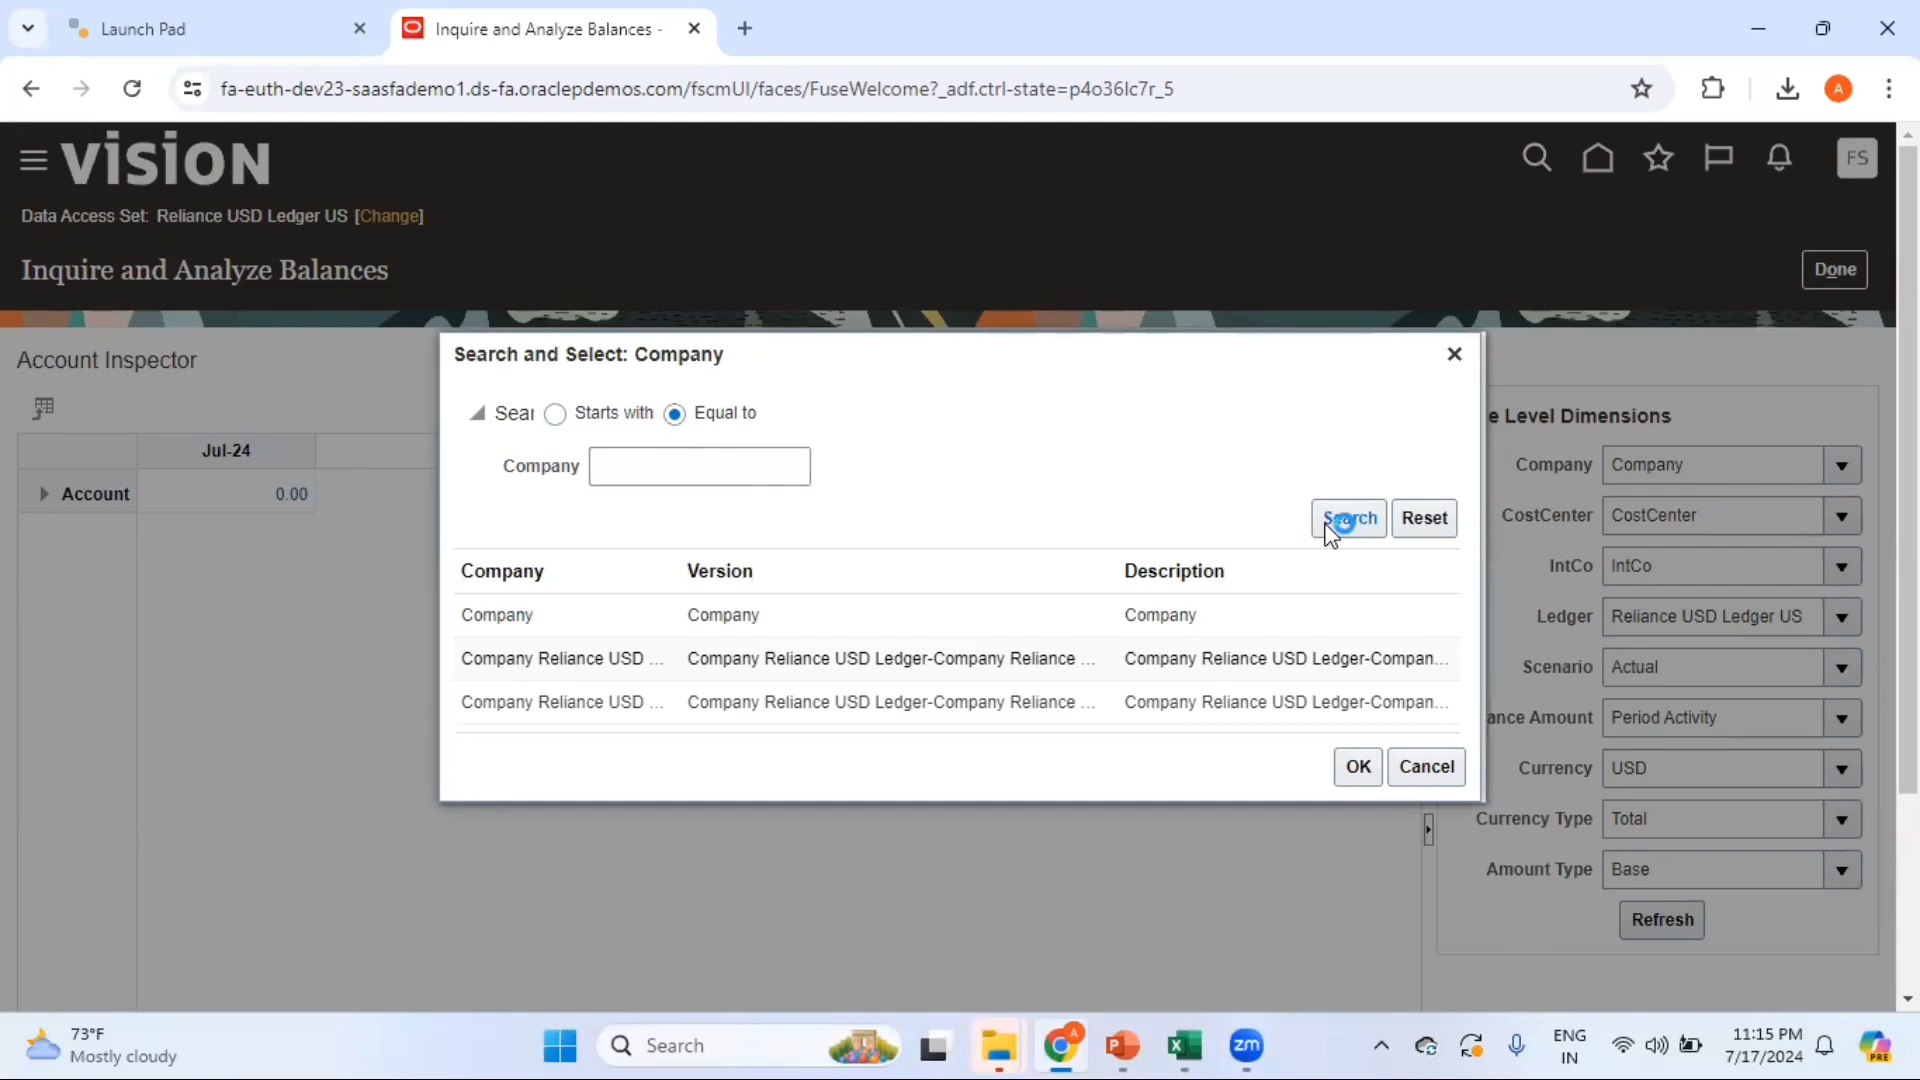 Launch Pad
Inquire and Analyze Balances -
fa-euth-dev23-saasfademo1.ds-fa.oraclepdemos.com/fscmUI/faces/FuseWelcome?_adf.ctrl-state=p4o36lc7r_5
A
VISION
FS
Data Access Set: Reliance USD Ledger US [Change]
Inquire and Analyze Balances
Done
Account Inspector
Jul-24
Account 0.00
Search and Select: Company
Sear Starts with Equal to
Company
Search Reset
Company Version Description
Company Company Company
Company Reliance USD ... Company Reliance USD Ledger-Company Reliance ... Company Reliance USD Ledger-Compan...
Company Reliance USD ... Company Reliance USD Ledger-Company Reliance ... Company Reliance USD Ledger-Compan...
OK Cancel
e Level Dimensions
Company Company
CostCenter CostCenter
IntCo IntCo
Ledger Reliance USD Ledger US
Scenario Actual
ance Amount Period Activity
Currency USD
Currency Type Total
Amount Type Base
Refresh
73°F
Mostly cloudy
Search
A
zm
ENG
IN
11:15 PM
7/17/2024
PRE